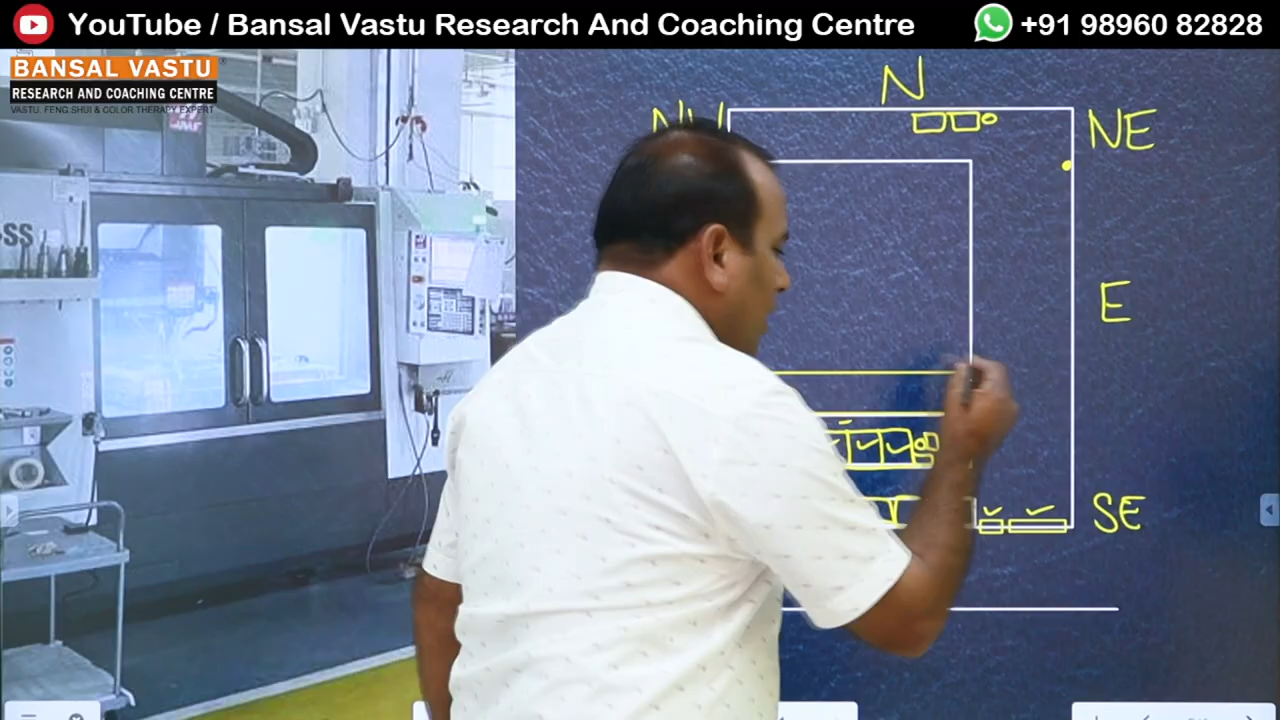 YouTube / Bansal Vastu Research And Coaching Centre
+91 98960 82828
BANSAL VASTU
RESEARCH AND COACHING CENTRE
VASTU, FENG SHUI & COLOR THERAPY EXPERT
-SS
N
NE
E
SE